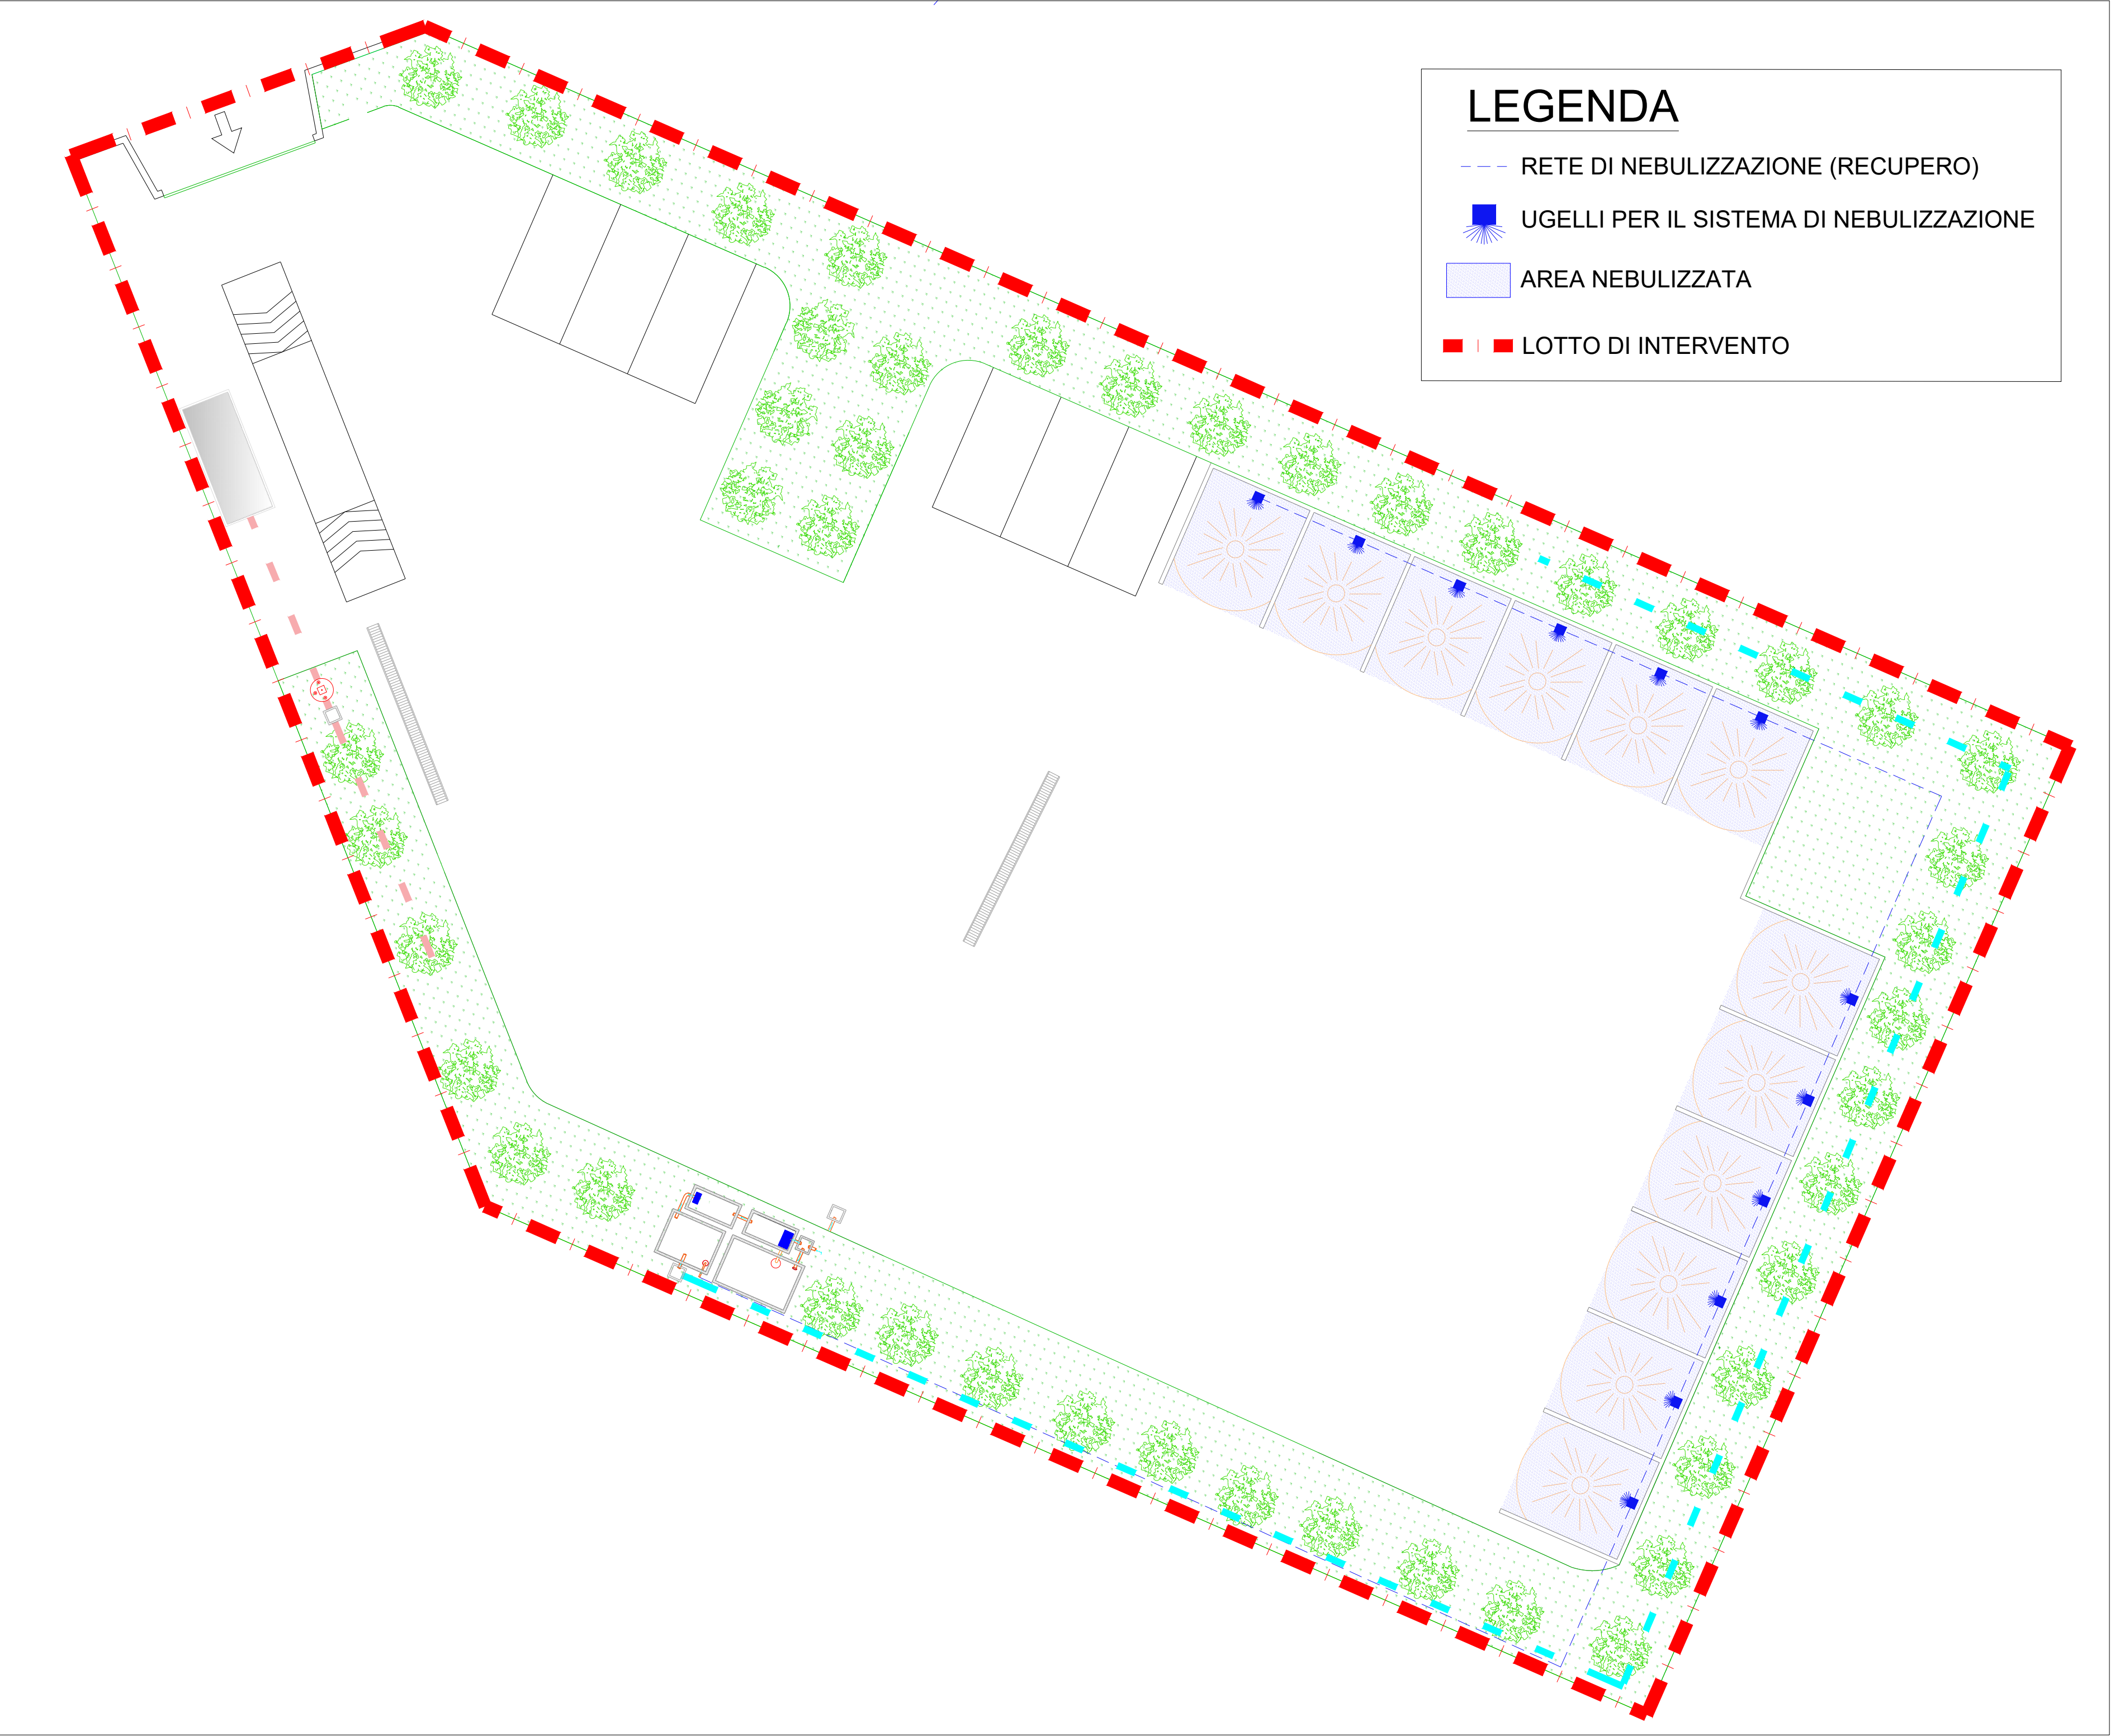 LEGENDA
RETE DI NEBULIZZAZIONE (RECUPERO)
UGELLI PER IL SISTEMA DI NEBULIZZAZIONE
AREA NEBULIZZATA
LOTTO DI INTERVENTO